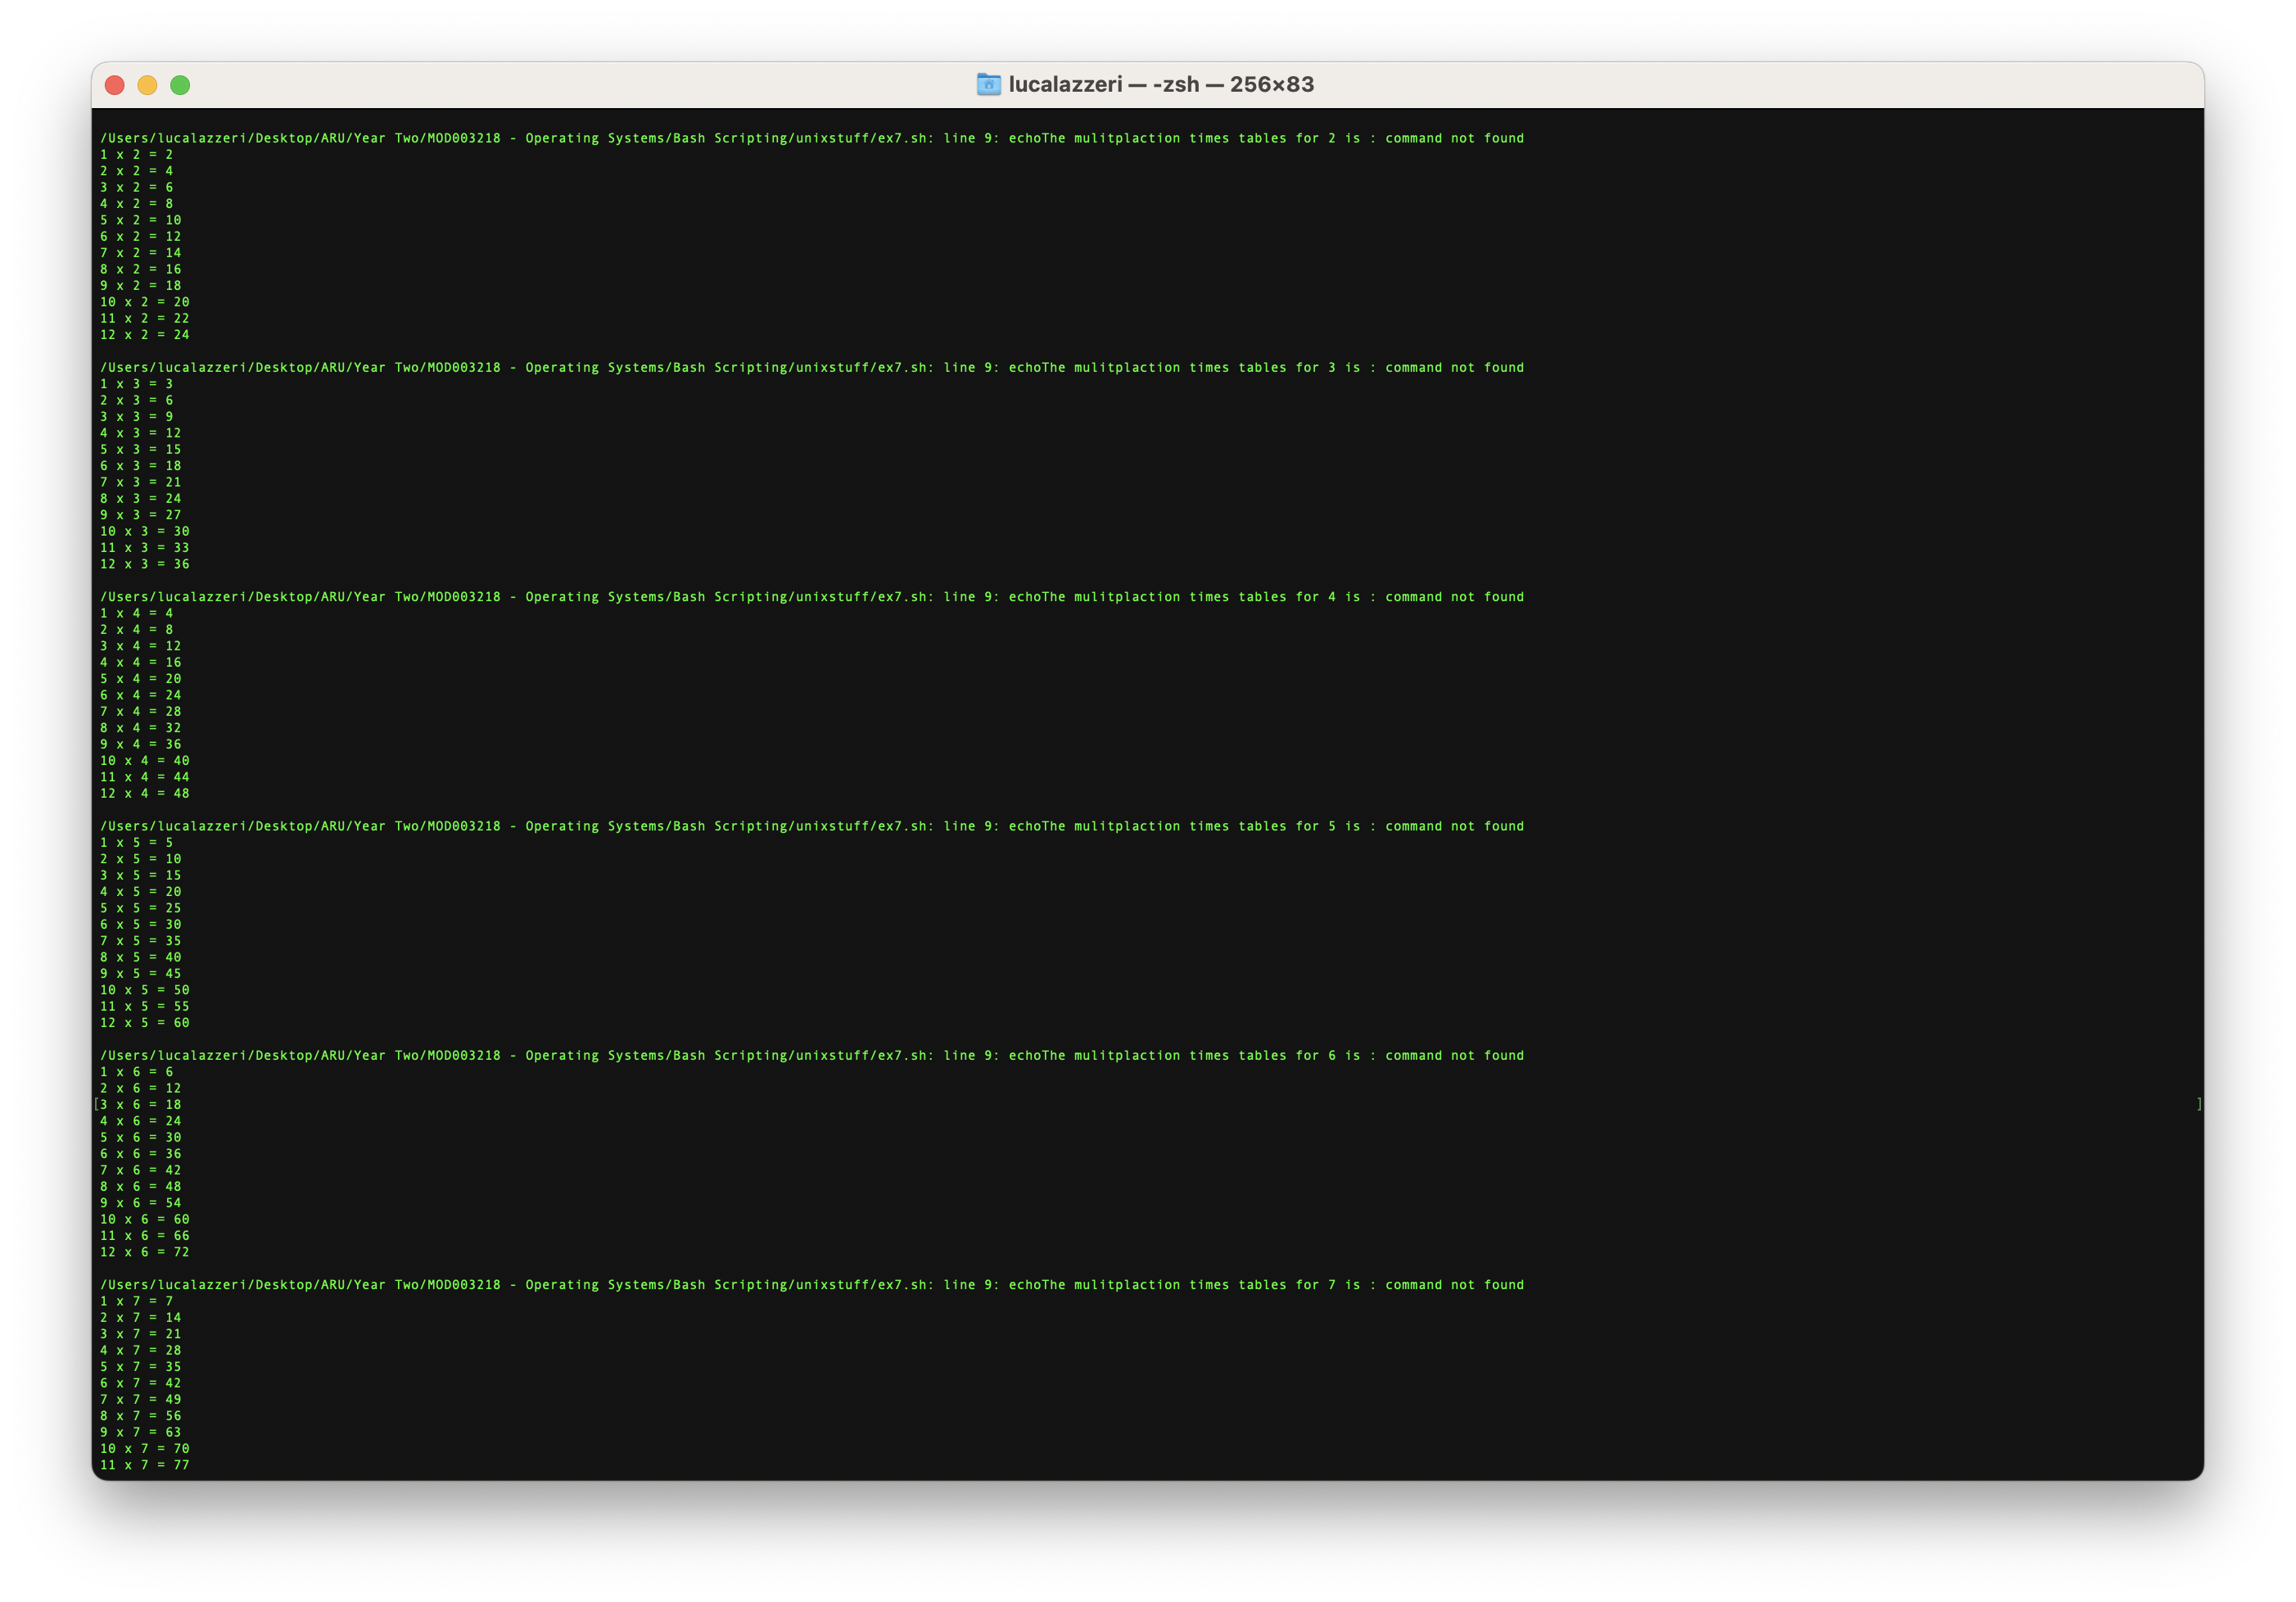 lucalazzeri — -zsh — 256×83
/Users/lucalazzeri/Desktop/ARU/Year Two/MOD003218 - Operating Systems/Bash Scripting/unixstuff/ex7.sh: line 9: echoThe mulitplaction times tables for 2 is : command not found
1 x 2 = 2
2 x 2 = 4
3 x 2 = 6
4 x 2 = 8
5 x 2 = 10
6 x 2 = 12
7 x 2 = 14
8 x 2 = 16
9 x 2 = 18
10 x 2 = 20
11 x 2 = 22
12 x 2 = 24
/Users/lucalazzeri/Desktop/ARU/Year Two/MOD003218 - Operating Systems/Bash Scripting/unixstuff/ex7.sh: line 9: echoThe mulitplaction times tables for 3 is : command not found
1 x 3 = 3
2 x 3 = 6
3 x 3 = 9
4 x 3 = 12
5 x 3 = 15
6 x 3 = 18
7 x 3 = 21
8 x 3 = 24
9 x 3 = 27
10 x 3 = 30
11 x 3 = 33
12 x 3 = 36
/Users/lucalazzeri/Desktop/ARU/Year Two/MOD003218 - Operating Systems/Bash Scripting/unixstuff/ex7.sh: line 9: echoThe mulitplaction times tables for 4 is : command not found
1 x 4 = 4
2 x 4 = 8
3 x 4 = 12
4 x 4 = 16
5 x 4 = 20
6 x 4 = 24
7 x 4 = 28
8 x 4 = 32
9 x 4 = 36
10 x 4 = 40
11 x 4 = 44
12 x 4 = 48
/Users/lucalazzeri/Desktop/ARU/Year Two/MOD003218 - Operating Systems/Bash Scripting/unixstuff/ex7.sh: line 9: echoThe mulitplaction times tables for 5 is : command not found
1 x 5 = 5
2 x 5 = 10
3 x 5 = 15
4 x 5 = 20
5 x 5 = 25
6 x 5 = 30
7 x 5 = 35
8 x 5 = 40
9 x 5 = 45
10 x 5 = 50
11 x 5 = 55
12 x 5 = 60
/Users/lucalazzeri/Desktop/ARU/Year Two/MOD003218 - Operating Systems/Bash Scripting/unixstuff/ex7.sh: line 9: echoThe mulitplaction times tables for 6 is : command not found
1 x 6 = 6
2 x 6 = 12
[3 x 6 = 18 ]
4 x 6 = 24
5 x 6 = 30
6 x 6 = 36
7 x 6 = 42
8 x 6 = 48
9 x 6 = 54
10 x 6 = 60
11 x 6 = 66
12 x 6 = 72
/Users/lucalazzeri/Desktop/ARU/Year Two/MOD003218 - Operating Systems/Bash Scripting/unixstuff/ex7.sh: line 9: echoThe mulitplaction times tables for 7 is : command not found
1 x 7 = 7
2 x 7 = 14
3 x 7 = 21
4 x 7 = 28
5 x 7 = 35
6 x 7 = 42
7 x 7 = 49
8 x 7 = 56
9 x 7 = 63
10 x 7 = 70
11 x 7 = 77